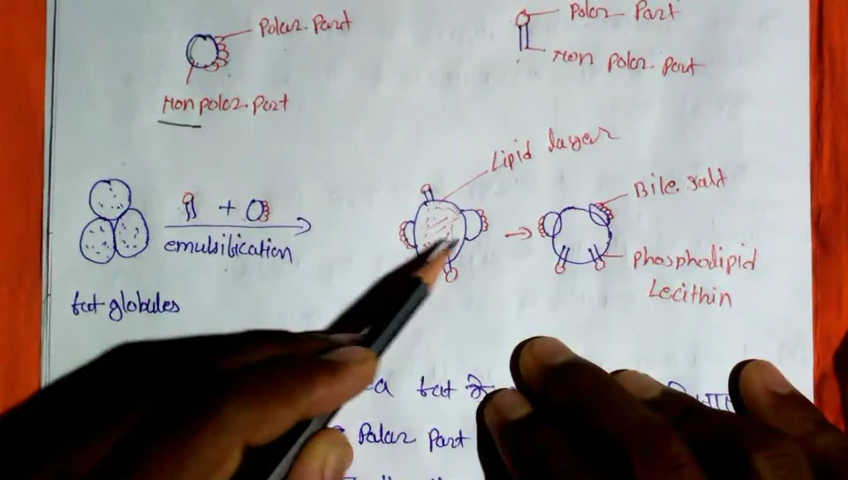 Polar Part
Polar Part
Non polar part
Non polar part
Lipid layer
Bile salt
+
emulsification
fat globules
phospholipid
Lecithin
fat से
Polar Part